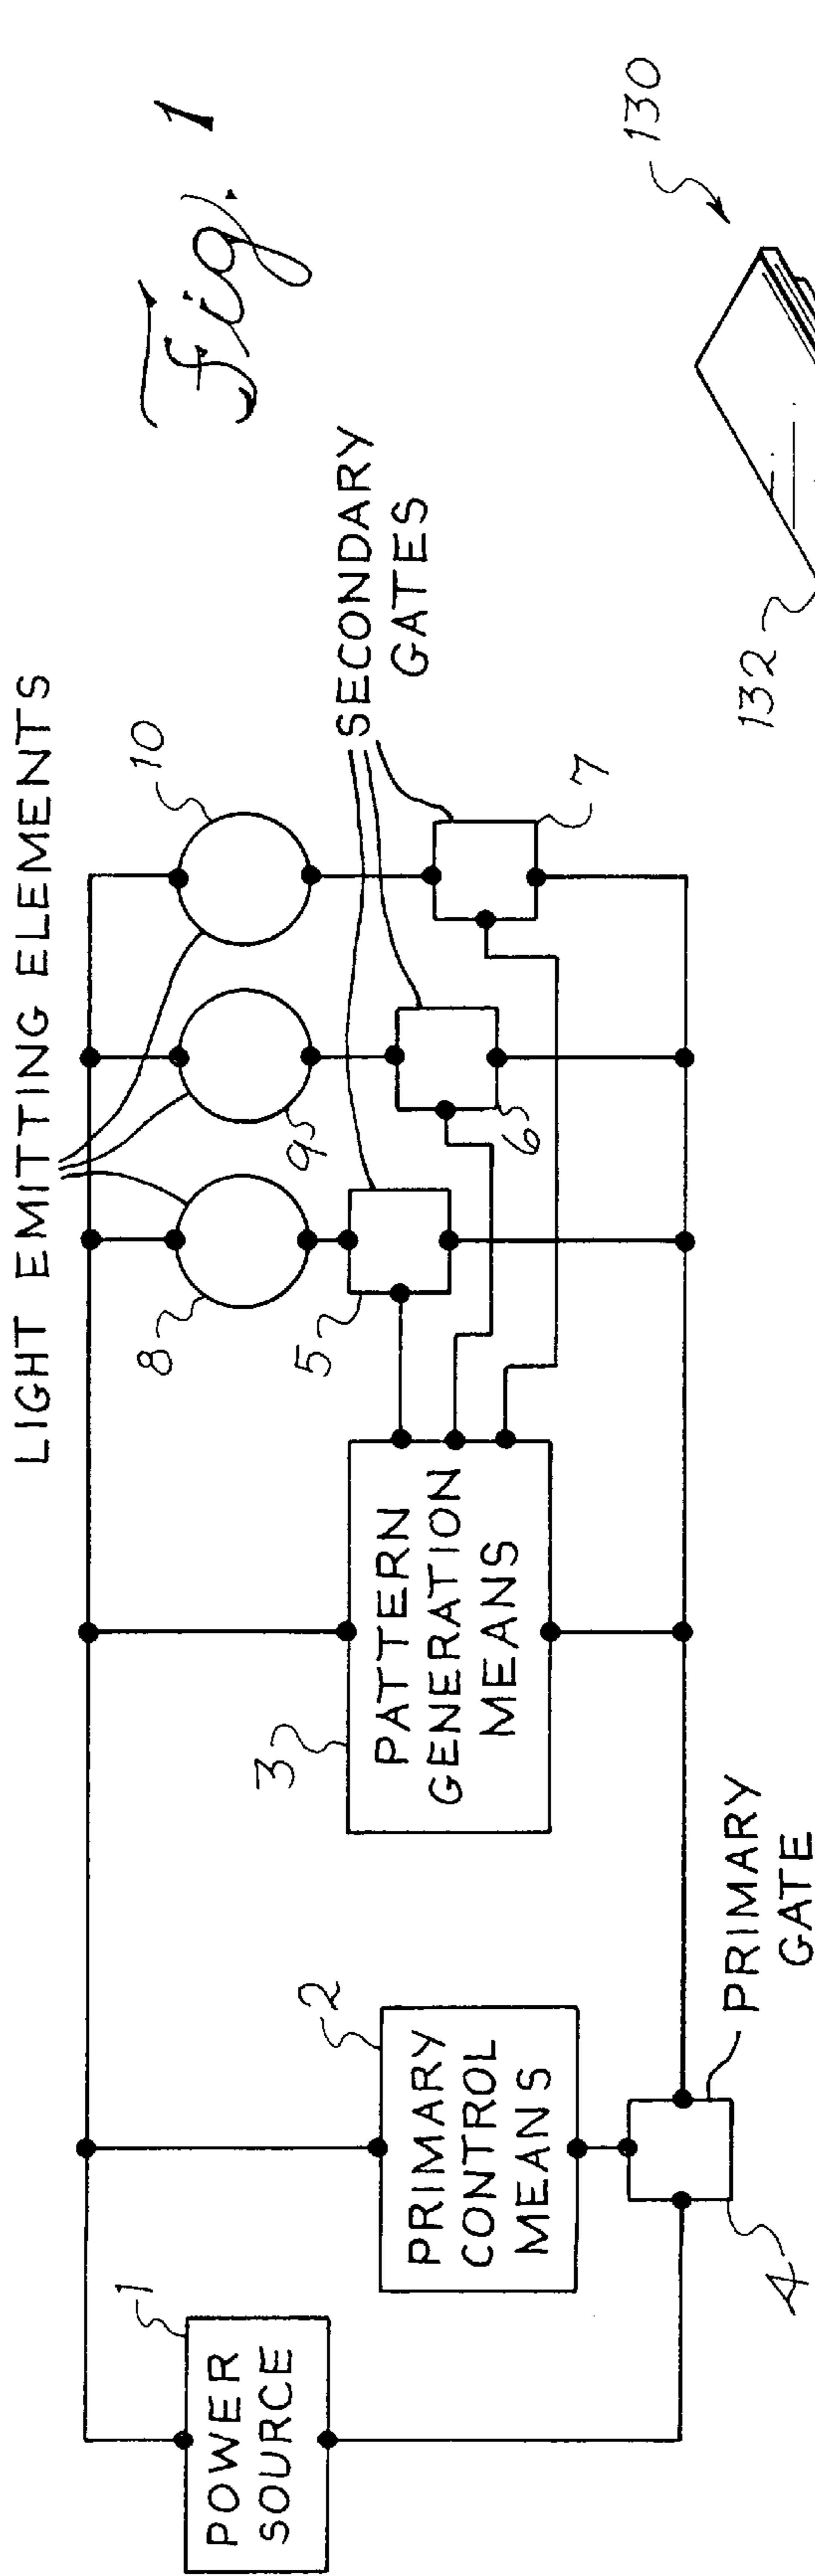 Fig. 1
LIGHT EMITTING ELEMENTS
10
9
8
SECONDARY
GATES
7
6
5
3
PATTERN
GENERATION
MEANS
2
PRIMARY
CONTROL
MEANS
1
POWER
SOURCE
PRIMARY
GATE
4
130
132